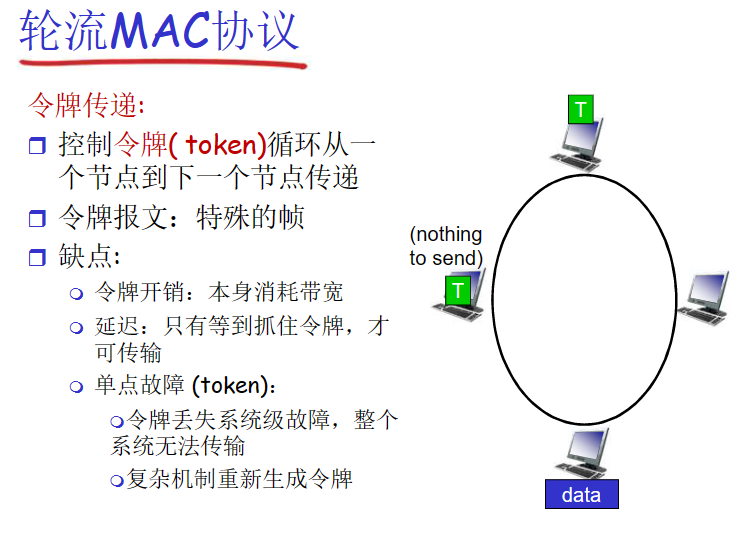 轮流MAC协议
令牌传递:
控制令牌( token)循环从一
个节点到下一个节点传递
令牌报文：特殊的帧
缺点:
令牌开销：本身消耗带宽
延迟：只有等到抓住令牌，才
可传输
单点故障 (token)：
令牌丢失系统级故障，整个
系统无法传输
复杂机制重新生成令牌
T
(nothing
to send)
T
data